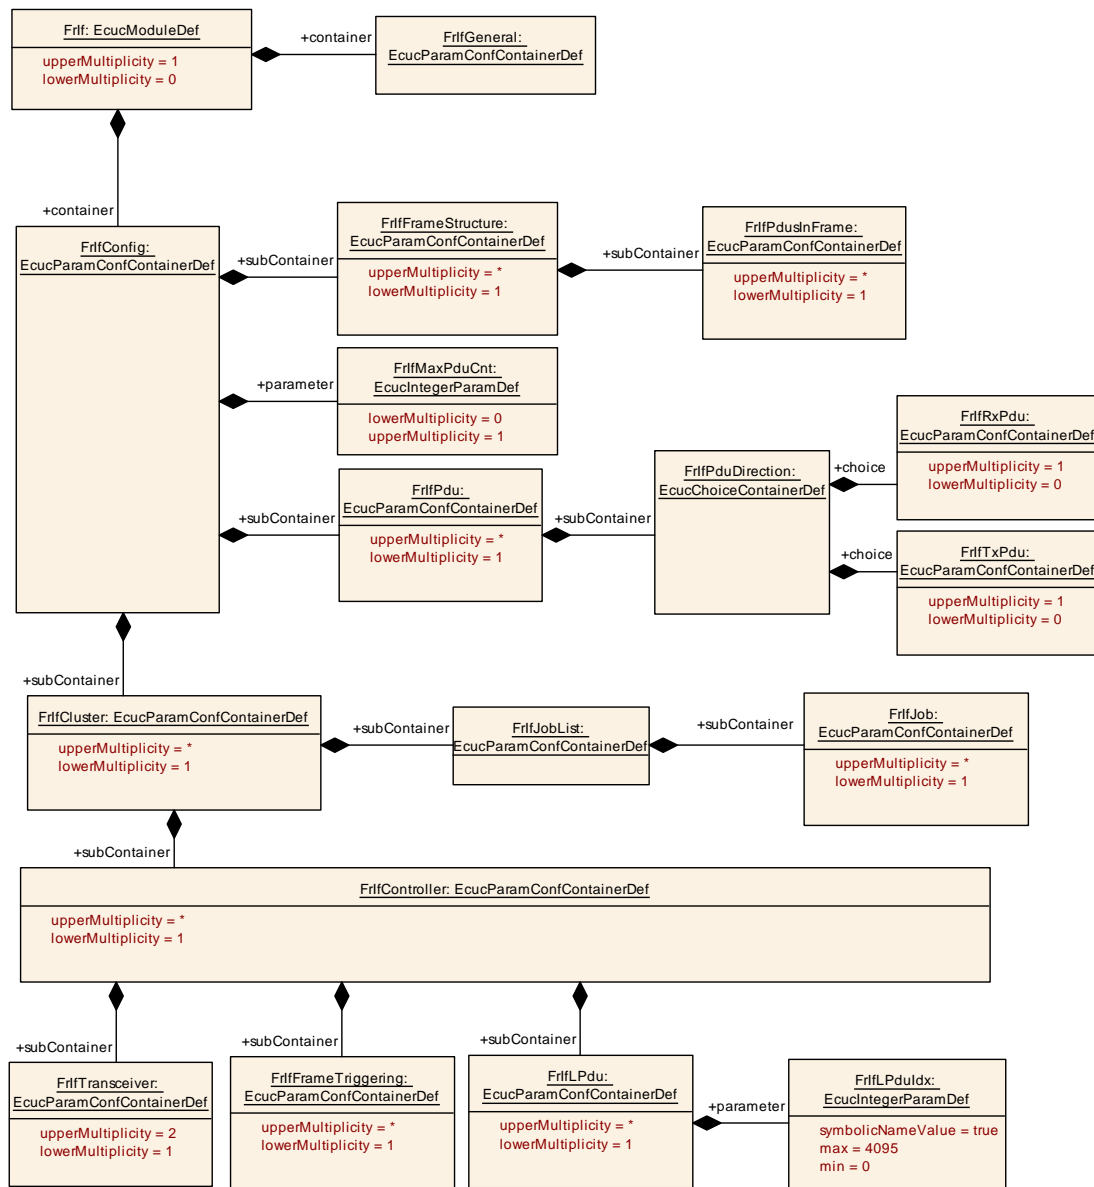 FrIf: EcucModuleDef
upperMultiplicity = 1
lowerMultiplicity = 0
+container
FrIfGeneral:
EcucParamConfContainerDef
+container
FrIfConfig:
EcucParamConfContainerDef
+subContainer
FrIfFrameStructure:
EcucParamConfContainerDef
upperMultiplicity = *
lowerMultiplicity = 1
+subContainer
FrIfPdusInFrame:
EcucParamConfContainerDef
upperMultiplicity = *
lowerMultiplicity = 1
+parameter
FrIfMaxPduCnt:
EcucIntegerParamDef
lowerMultiplicity = 0
upperMultiplicity = 1
+subContainer
FrIfPdu:
EcucParamConfContainerDef
upperMultiplicity = *
lowerMultiplicity = 1
+subContainer
FrIfPduDirection:
EcucChoiceContainerDef
+choice
FrIfRxPdu:
EcucParamConfContainerDef
upperMultiplicity = 1
lowerMultiplicity = 0
+choice
FrIfTxPdu:
EcucParamConfContainerDef
upperMultiplicity = 1
lowerMultiplicity = 0
+subContainer
FrIfCluster: EcucParamConfContainerDef
upperMultiplicity = *
lowerMultiplicity = 1
+subContainer
FrIfJobList:
EcucParamConfContainerDef
+subContainer
FrIfJob:
EcucParamConfContainerDef
upperMultiplicity = *
lowerMultiplicity = 1
+subContainer
FrIfController: EcucParamConfContainerDef
upperMultiplicity = *
lowerMultiplicity = 1
+subContainer
FrIfTransceiver:
EcucParamConfContainerDef
upperMultiplicity = 2
lowerMultiplicity = 1
+subContainer
FrIfFrameTriggering:
EcucParamConfContainerDef
upperMultiplicity = *
lowerMultiplicity = 1
+subContainer
FrIfLPdu:
EcucParamConfContainerDef
upperMultiplicity = *
lowerMultiplicity = 1
+parameter
FrIfLPduIdx:
EcucIntegerParamDef
symbolicNameValue = true
max = 4095
min = 0